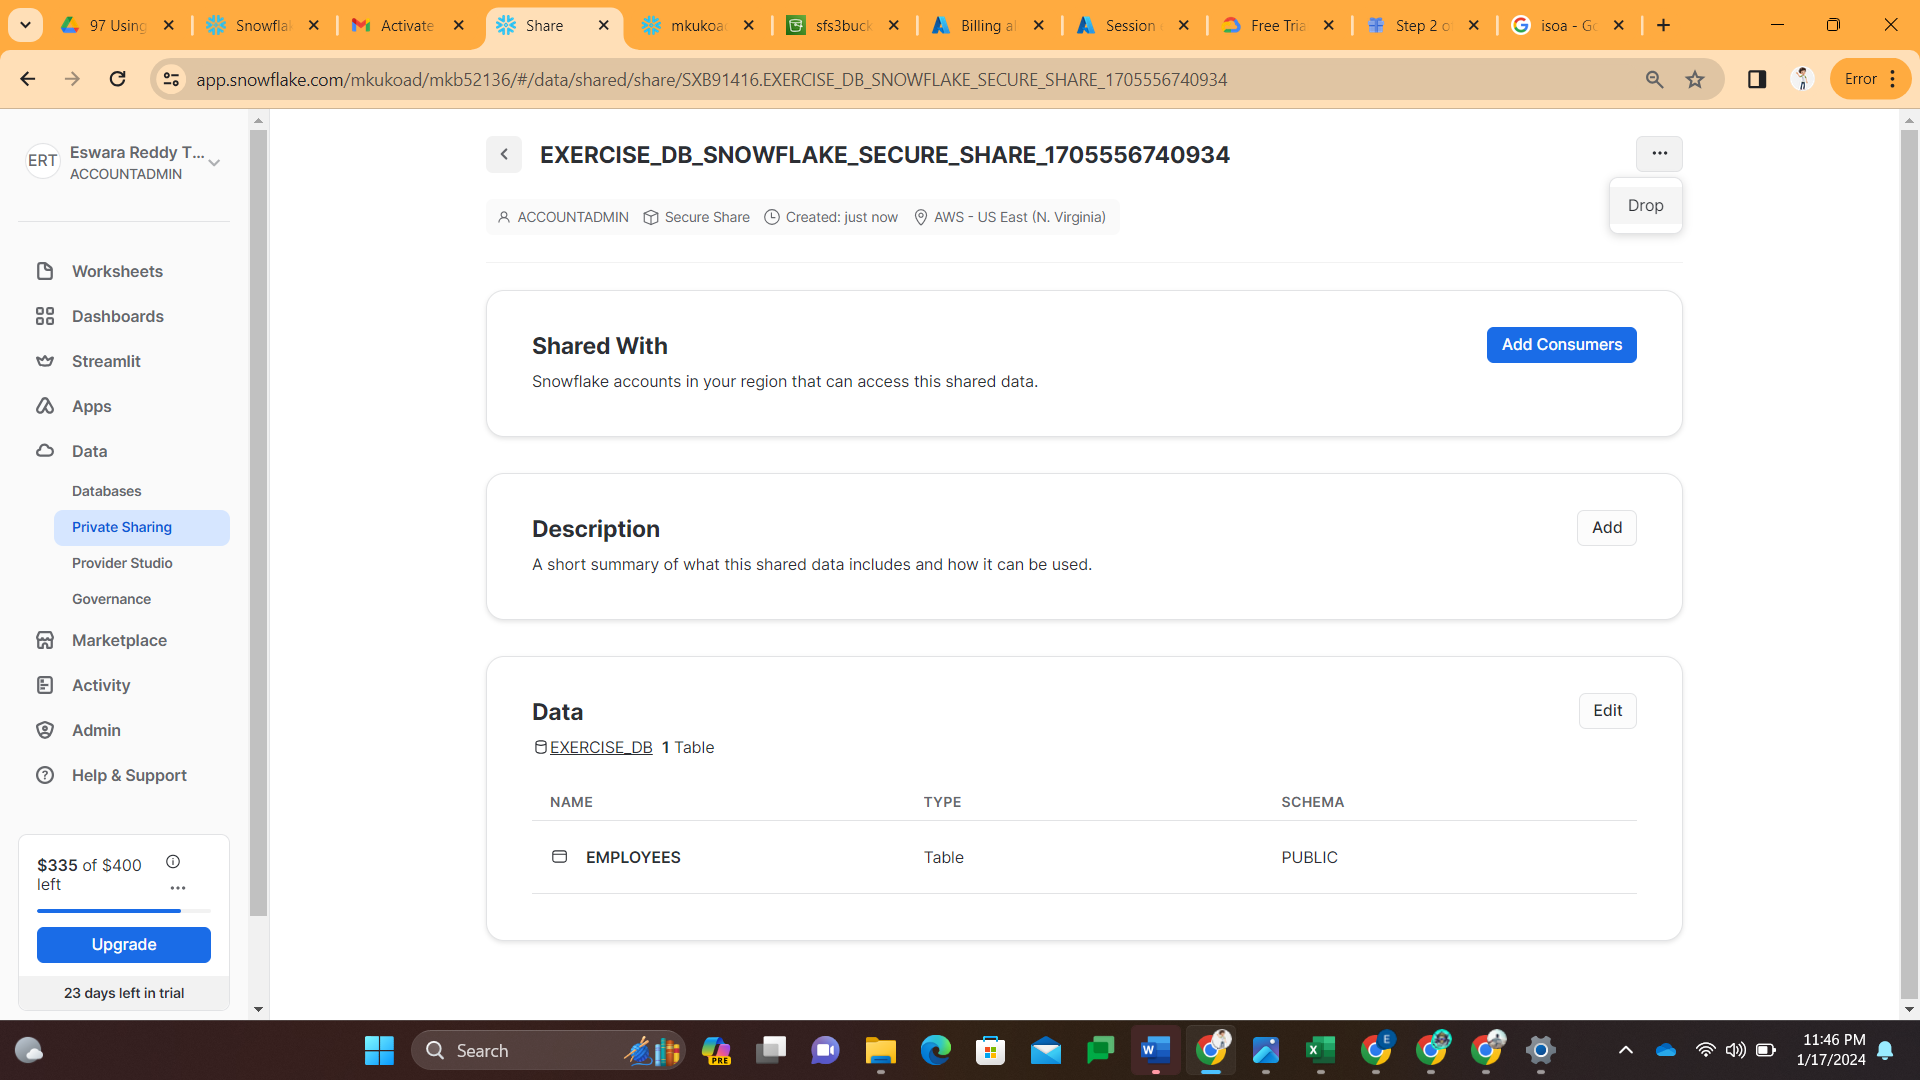 97 Using
Snowflak
Activate
Share
mkukoad
sfs3buck
Billing al
Session
Free Tria
Step 2 o
isoa - Go
app.snowflake.com/mkukoad/mkb52136/#/data/shared/share/SXB91416.EXERCISE_DB_SNOWFLAKE_SECURE_SHARE_1705556740934
Error
ERT
Eswara Reddy T...
ACCOUNTADMIN
Worksheets
Dashboards
Streamlit
Apps
Data
Databases
Private Sharing
Provider Studio
Governance
Marketplace
Activity
Admin
Help & Support
$335 of $400
left
Upgrade
23 days left in trial
EXERCISE_DB_SNOWFLAKE_SECURE_SHARE_1705556740934
Drop
ACCOUNTADMIN Secure Share Created: just now AWS - US East (N. Virginia)
Shared With
Add Consumers
Snowflake accounts in your region that can access this shared data.
Description
Add
A short summary of what this shared data includes and how it can be used.
Data
Edit
EXERCISE_DB 1 Table
NAME TYPE SCHEMA
EMPLOYEES Table PUBLIC
Search
PRE
E
11:46 PM
1/17/2024